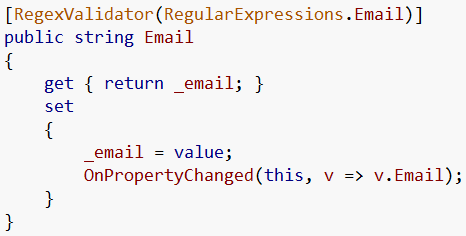 [RegexValidator(RegularExpressions.Email)]
public string Email
{
    get { return _email; }
    set
    {
        _email = value;
        OnPropertyChanged(this, v => v.Email);
    }
}